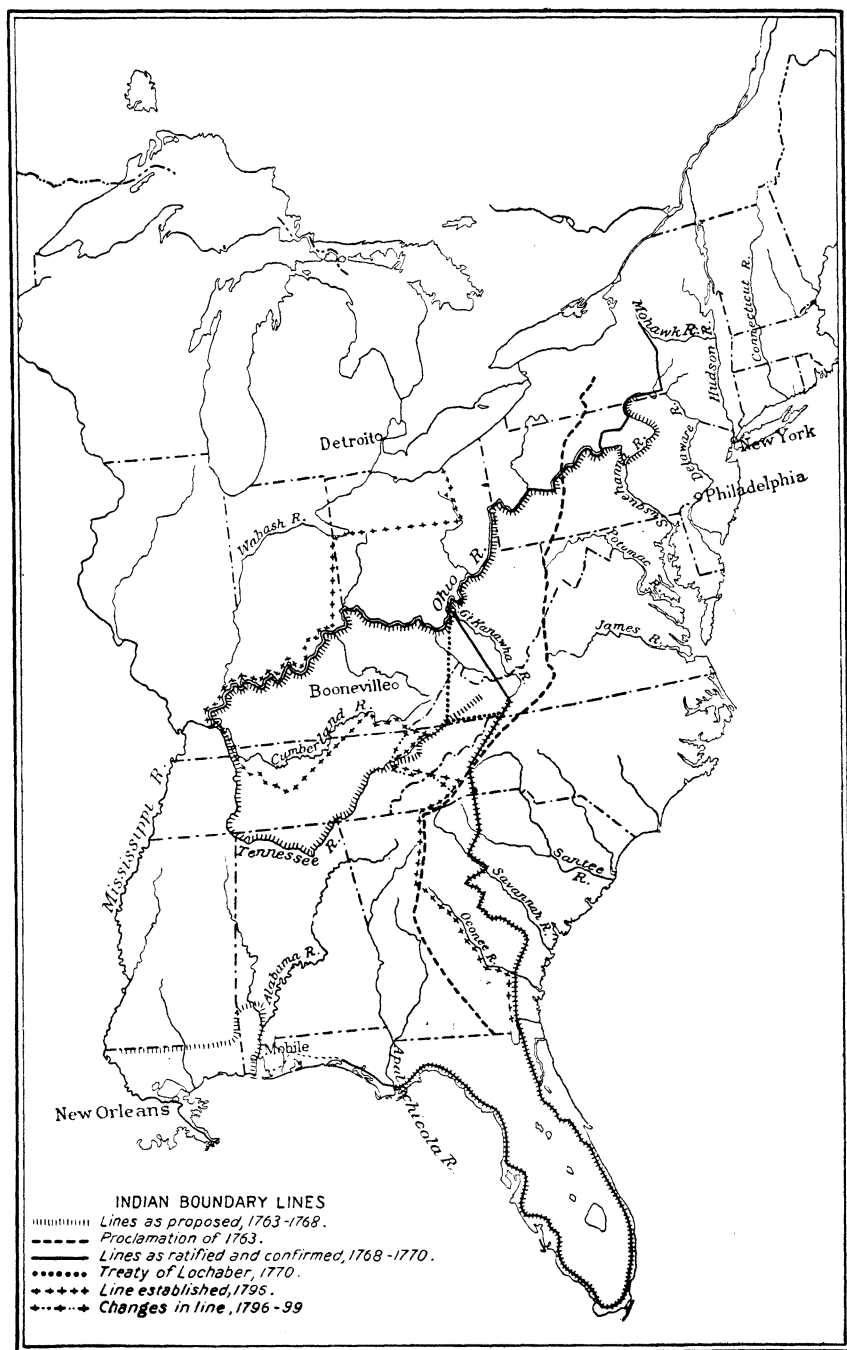 Mohawk R.
Hudson R.
Connecticut R.
Detroit
Delaware R.
New York
Susquehanna R.
Philadelphia
Wabash R.
Ohio R.
Potomac R.
Gt Kanawha R.
James R.
Booneville
Cumberland R.
Mississippi R.
Tennessee R.
Santee R.
Savannah R.
Oconee R.
Alabama R.
Mobile
Apalachicola R.
New Orleans
INDIAN BOUNDARY LINES
Lines as proposed, 1763-1768.
Proclamation of 1763.
Lines as ratified and confirmed, 1768-1770.
Treaty of Lochaber, 1770.
Line established, 1795.
Changes in line, 1796-99